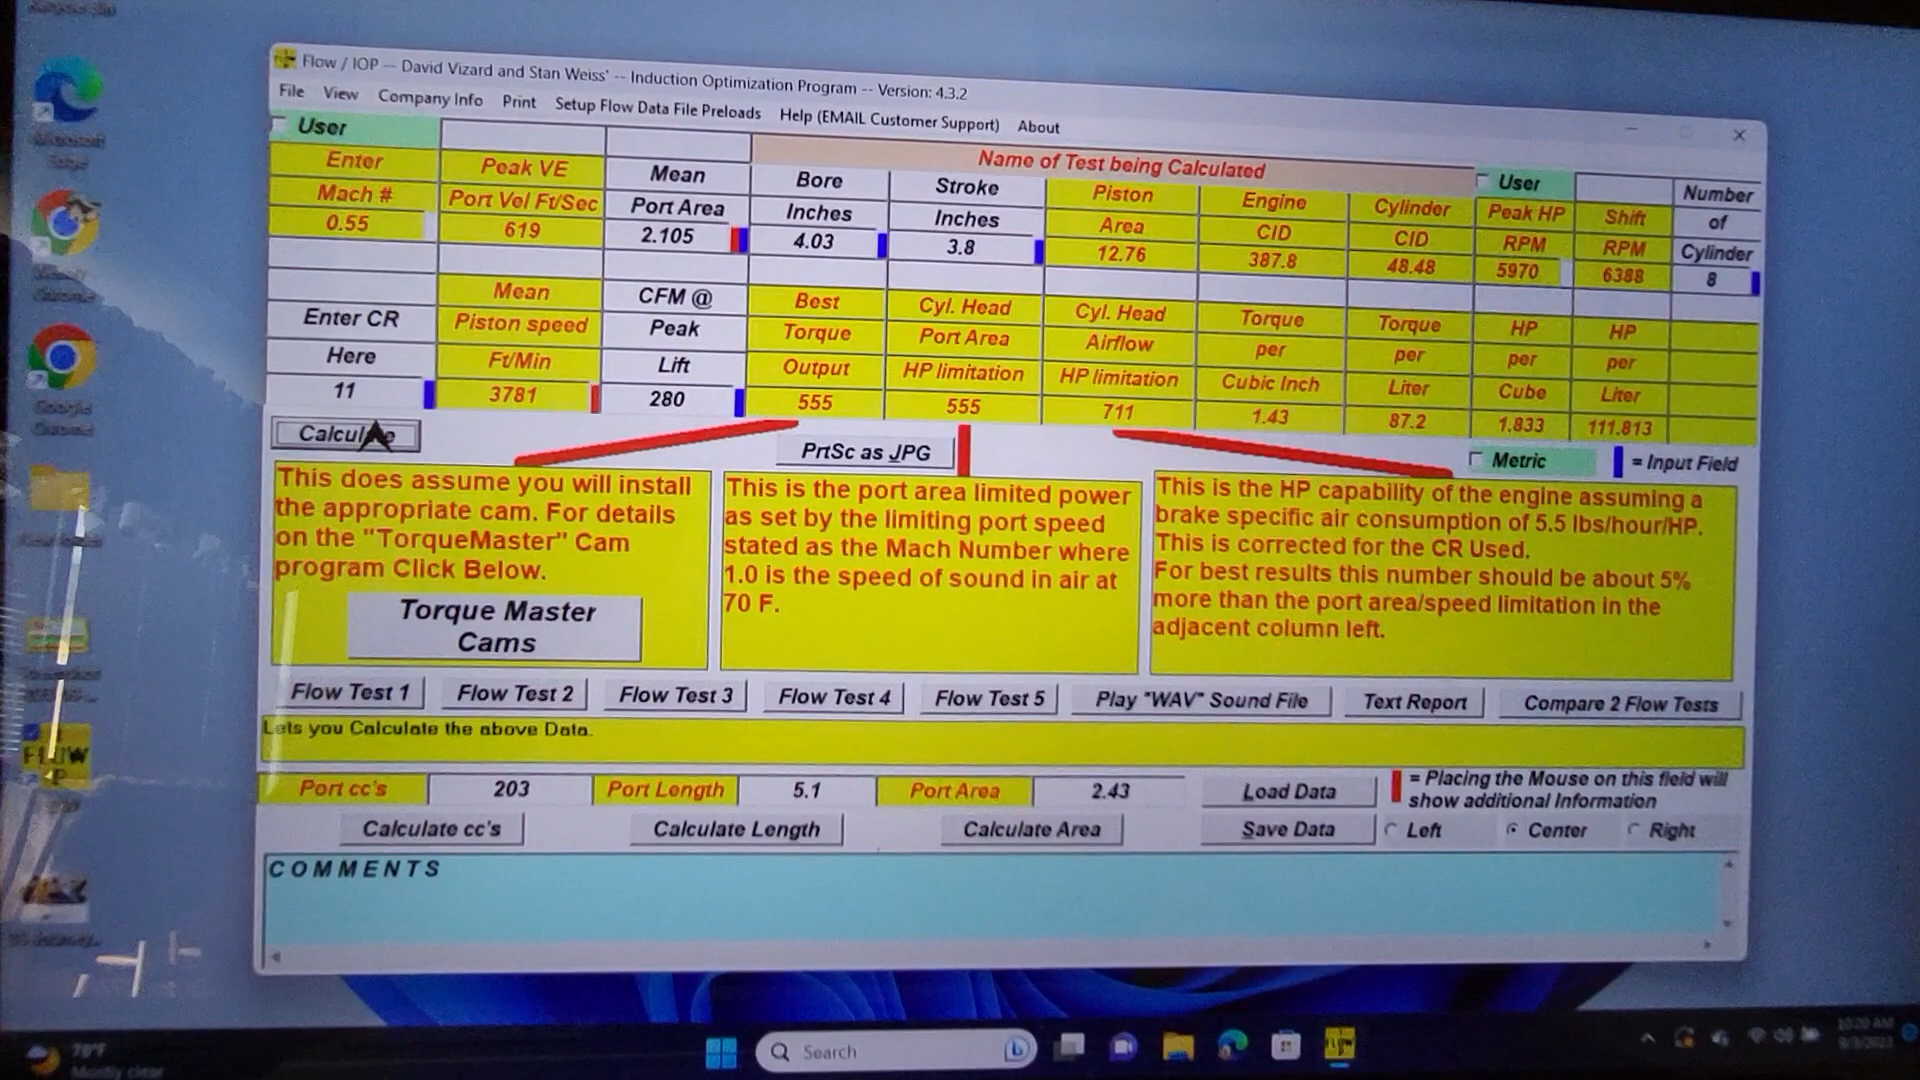 Flow / IOP -- David Vizard and Stan Weiss' -- Induction Optimization Program -- Version: 4.3.2
File View Company Info Print Setup Flow Data File Preloads Help (EMAIL Customer Support) About
User
Name of Test being Calculated
User
Enter Mach #
0.55
Peak VE Port Vel Ft/Sec
619
Mean Port Area
2.105
Bore Inches
4.03
Stroke Inches
3.8
Piston Area
12.76
Engine CID
387.8
Cylinder CID
48.48
Peak HP RPM
5970
Shift RPM
6388
Number of Cylinder
8
Enter CR Here
11
Mean Piston speed Ft/Min
3781
CFM @ Peak Lift
280
Best Torque Output
555
Cyl. Head Port Area HP limitation
555
Cyl. Head Airflow HP limitation
711
Torque per Cubic Inch
1.43
Torque per Liter
87.2
HP per Cube
1.833
HP per Liter
111.813
Calculate
PrtSc as JPG
Metric
= Input Field
This does assume you will install
the appropriate cam. For details
on the "TorqueMaster" Cam
program Click Below.
Torque Master
Cams
This is the port area limited power
as set by the limiting port speed
stated as the Mach Number where
1.0 is the speed of sound in air at
70 F.
This is the HP capability of the engine assuming a
brake specific air consumption of 5.5 lbs/hour/HP.
This is corrected for the CR Used.
For best results this number should be about 5%
more than the port area/speed limitation in the
adjacent column left.
Flow Test 1 Flow Test 2 Flow Test 3 Flow Test 4 Flow Test 5 Play "WAV" Sound File Text Report Compare 2 Flow Tests
Lets you Calculate the above Data.
Port cc's 203 Port Length 5.1 Port Area 2.43 Load Data
= Placing the Mouse on this field will
show additional Information
Calculate cc's Calculate Length Calculate Area Save Data Left Center Right
COMMENTS
Microsoft
Edge
Google
Chrome
FLOW
Search
70°F
Mostly clear
10:20 AM
9/3/2023